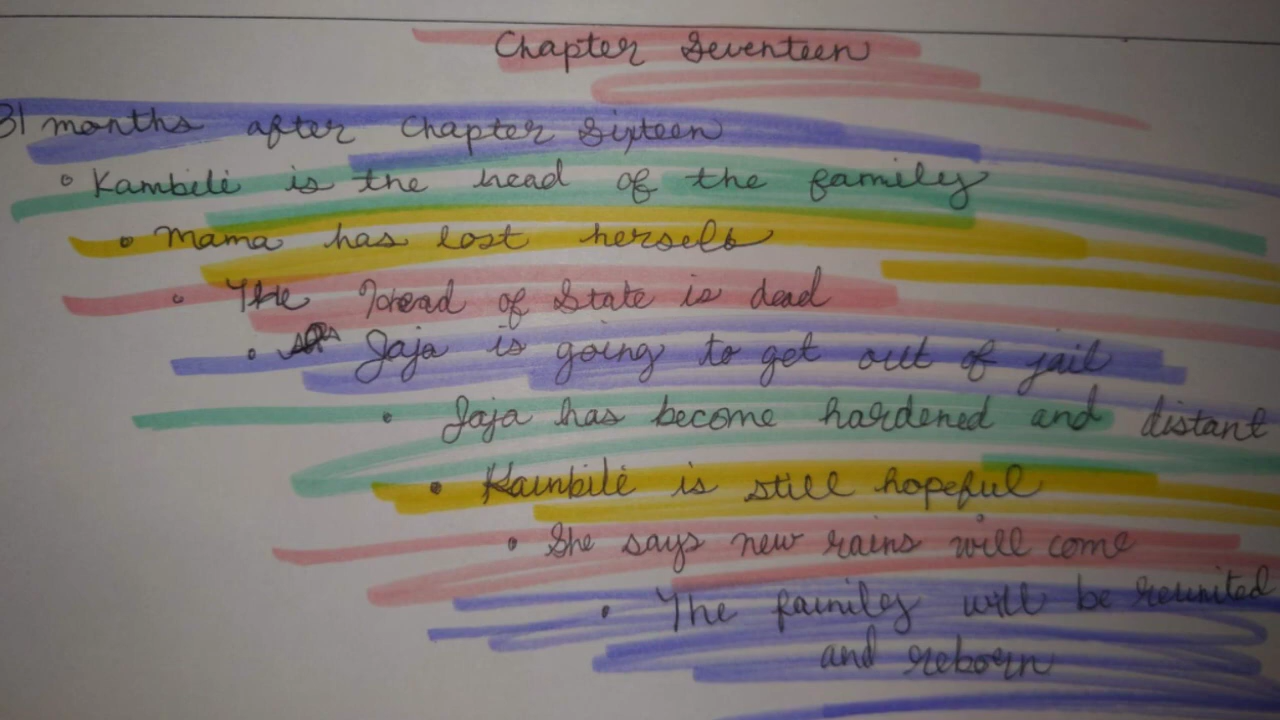 Chapter Seventeen
31 months after Chapter Sixteen
◦ Kambili is the head of the family
◦ Mama has lost herself
◦ The Head of State is dead
◦ Jaja is going to get out of jail
• Jaja has become hardened and distant
• Kambili is still hopeful
• She says new rains will come
• The family will be reunited
and reborn